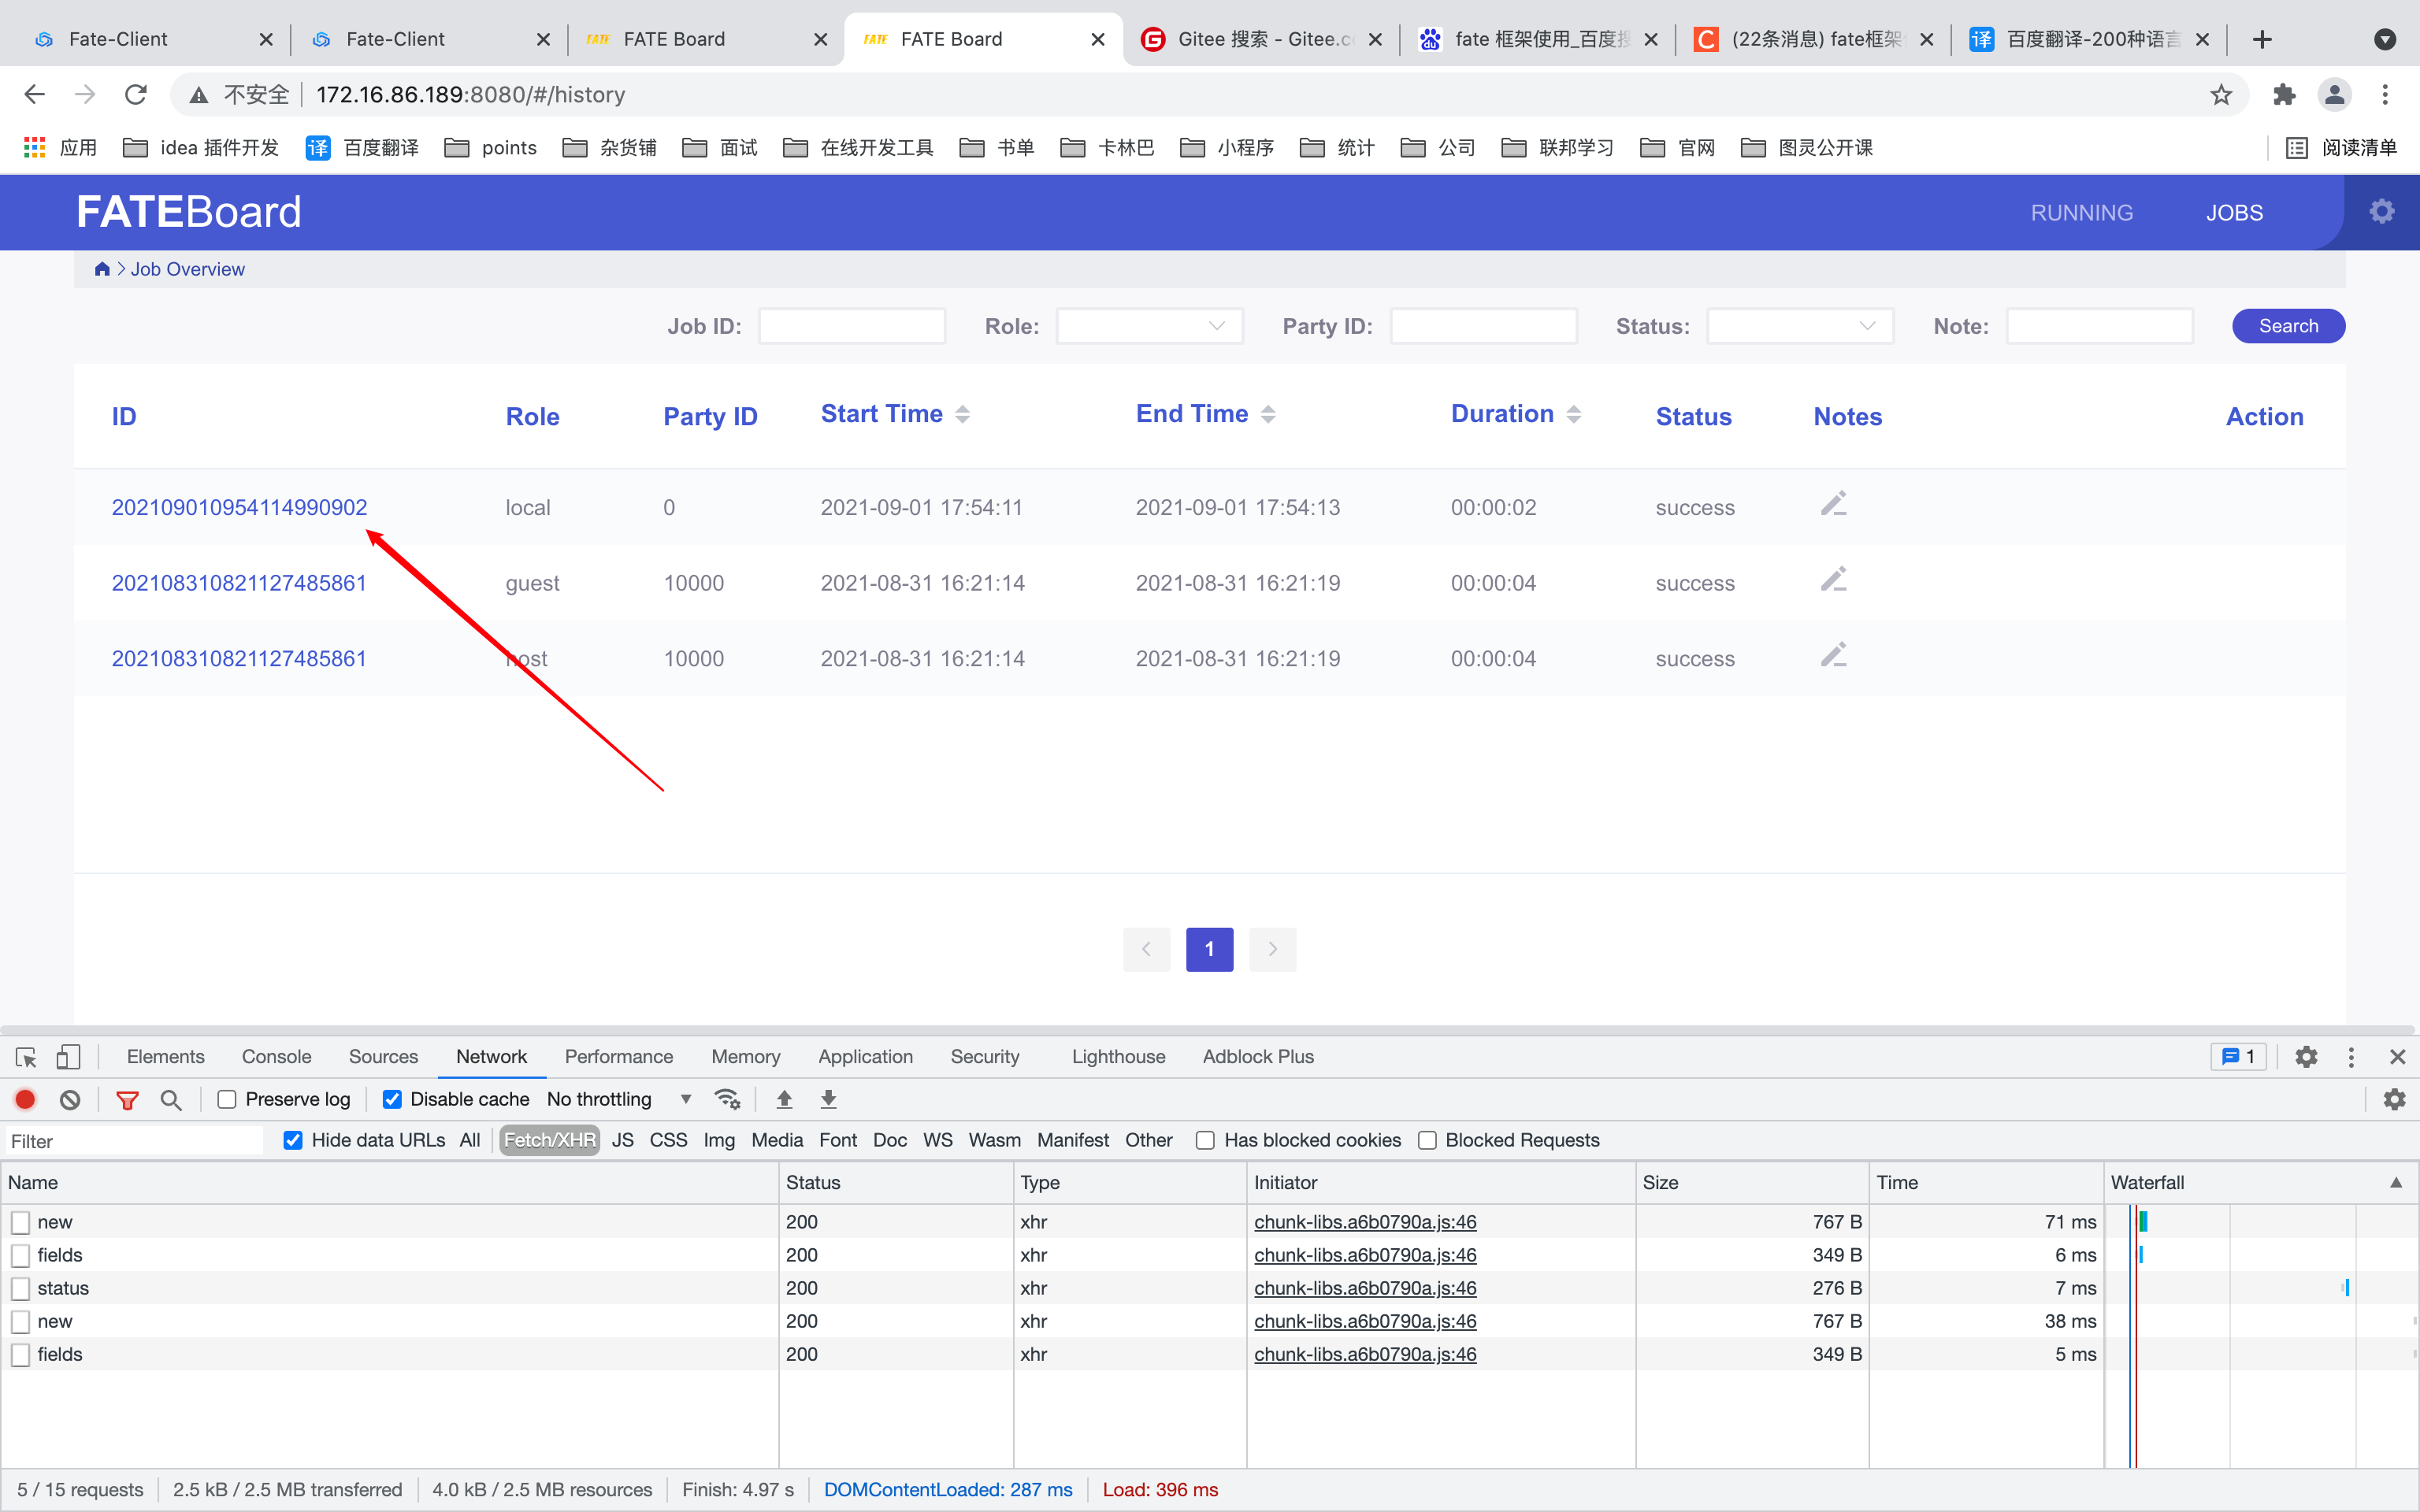 Fate-Client
Fate-Client
FATE FATE Board
FATE FATE Board
Gitee 搜索 - Gitee.c
fate 框架使用_百度
(22条消息) fate框架
译 百度翻译-200种语言
不安全 172.16.86.189:8080/#/history
应用 idea 插件开发 译 百度翻译 points 杂货铺 面试 在线开发工具 书单 卡林巴 小程序 统计 公司 联邦学习 官网 图灵公开课 阅读清单
FATEBoard RUNNING JOBS
Job Overview
Job ID: Role: Party ID: Status: Note: Search
ID Role Party ID Start Time End Time Duration Status Notes Action
202109010954114990902 local 0 2021-09-01 17:54:11 2021-09-01 17:54:13 00:00:02 success
202108310821127485861 guest 10000 2021-08-31 16:21:14 2021-08-31 16:21:19 00:00:04 success
202108310821127485861 host 10000 2021-08-31 16:21:14 2021-08-31 16:21:19 00:00:04 success
1
Elements Console Sources Network Performance Memory Application Security Lighthouse Adblock Plus 1
Preserve log Disable cache No throttling
Filter Hide data URLs All Fetch/XHR JS CSS Img Media Font Doc WS Wasm Manifest Other Has blocked cookies Blocked Requests
Name Status Type Initiator Size Time Waterfall
new 200 xhr chunk-libs.a6b0790a.js:46 767 B 71 ms
fields 200 xhr chunk-libs.a6b0790a.js:46 349 B 6 ms
status 200 xhr chunk-libs.a6b0790a.js:46 276 B 7 ms
new 200 xhr chunk-libs.a6b0790a.js:46 767 B 38 ms
fields 200 xhr chunk-libs.a6b0790a.js:46 349 B 5 ms
5 / 15 requests 2.5 kB / 2.5 MB transferred 4.0 kB / 2.5 MB resources Finish: 4.97 s DOMContentLoaded: 287 ms Load: 396 ms